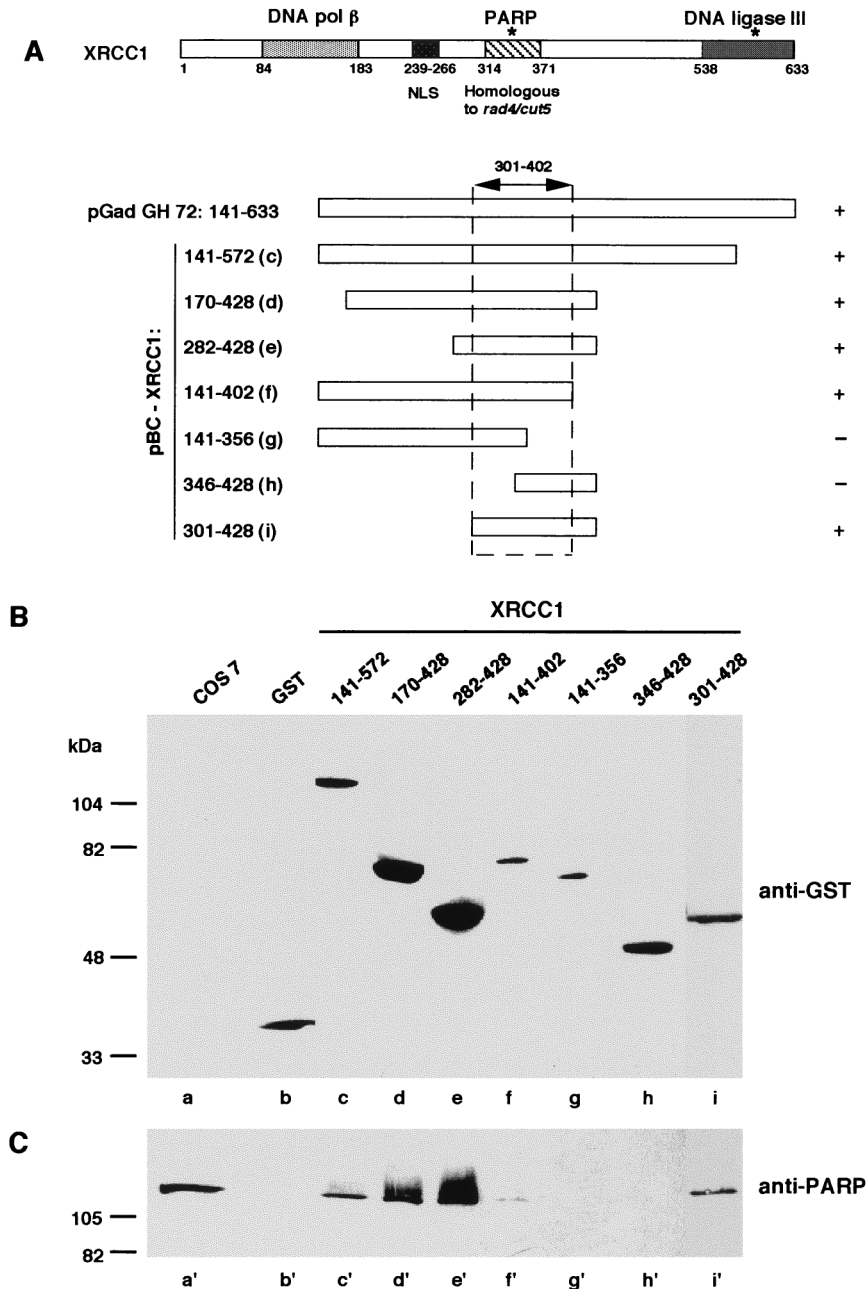 DNA pol β PARP DNA ligase III
* *
A XRCC1
1 84 183 239-266 314 371 538 633
NLS Homologous
to rad4/cut5
301-402
pGad GH 72: 141-633 +
pBC - XRCC1:
141-572 (c) +
170-428 (d) +
282-428 (e) +
141-402 (f) +
141-356 (g) −
346-428 (h) −
301-428 (i) +
B
XRCC1
COS 7 GST 141-572 170-428 282-428 141-402 141-356 346-428 301-428
kDa
104
82
anti-GST
48
33
a b c d e f g h i
C
anti-PARP
105
82
a' b' c' d' e' f' g' h' i'